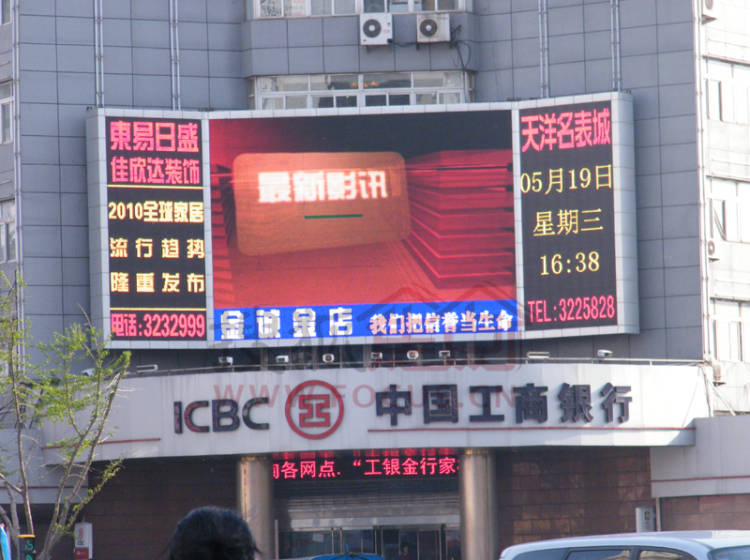 東易日盛
佳欣达装饰
2010全球家居
流行趋势
隆重发布
电话:3232999
最新影讯
金诚金店 我们把信誉当生命
天洋名表城
05月19日
星期三
16:38
TEL:3225828
ICBC 中国工商银行
各网点.“工银金行家